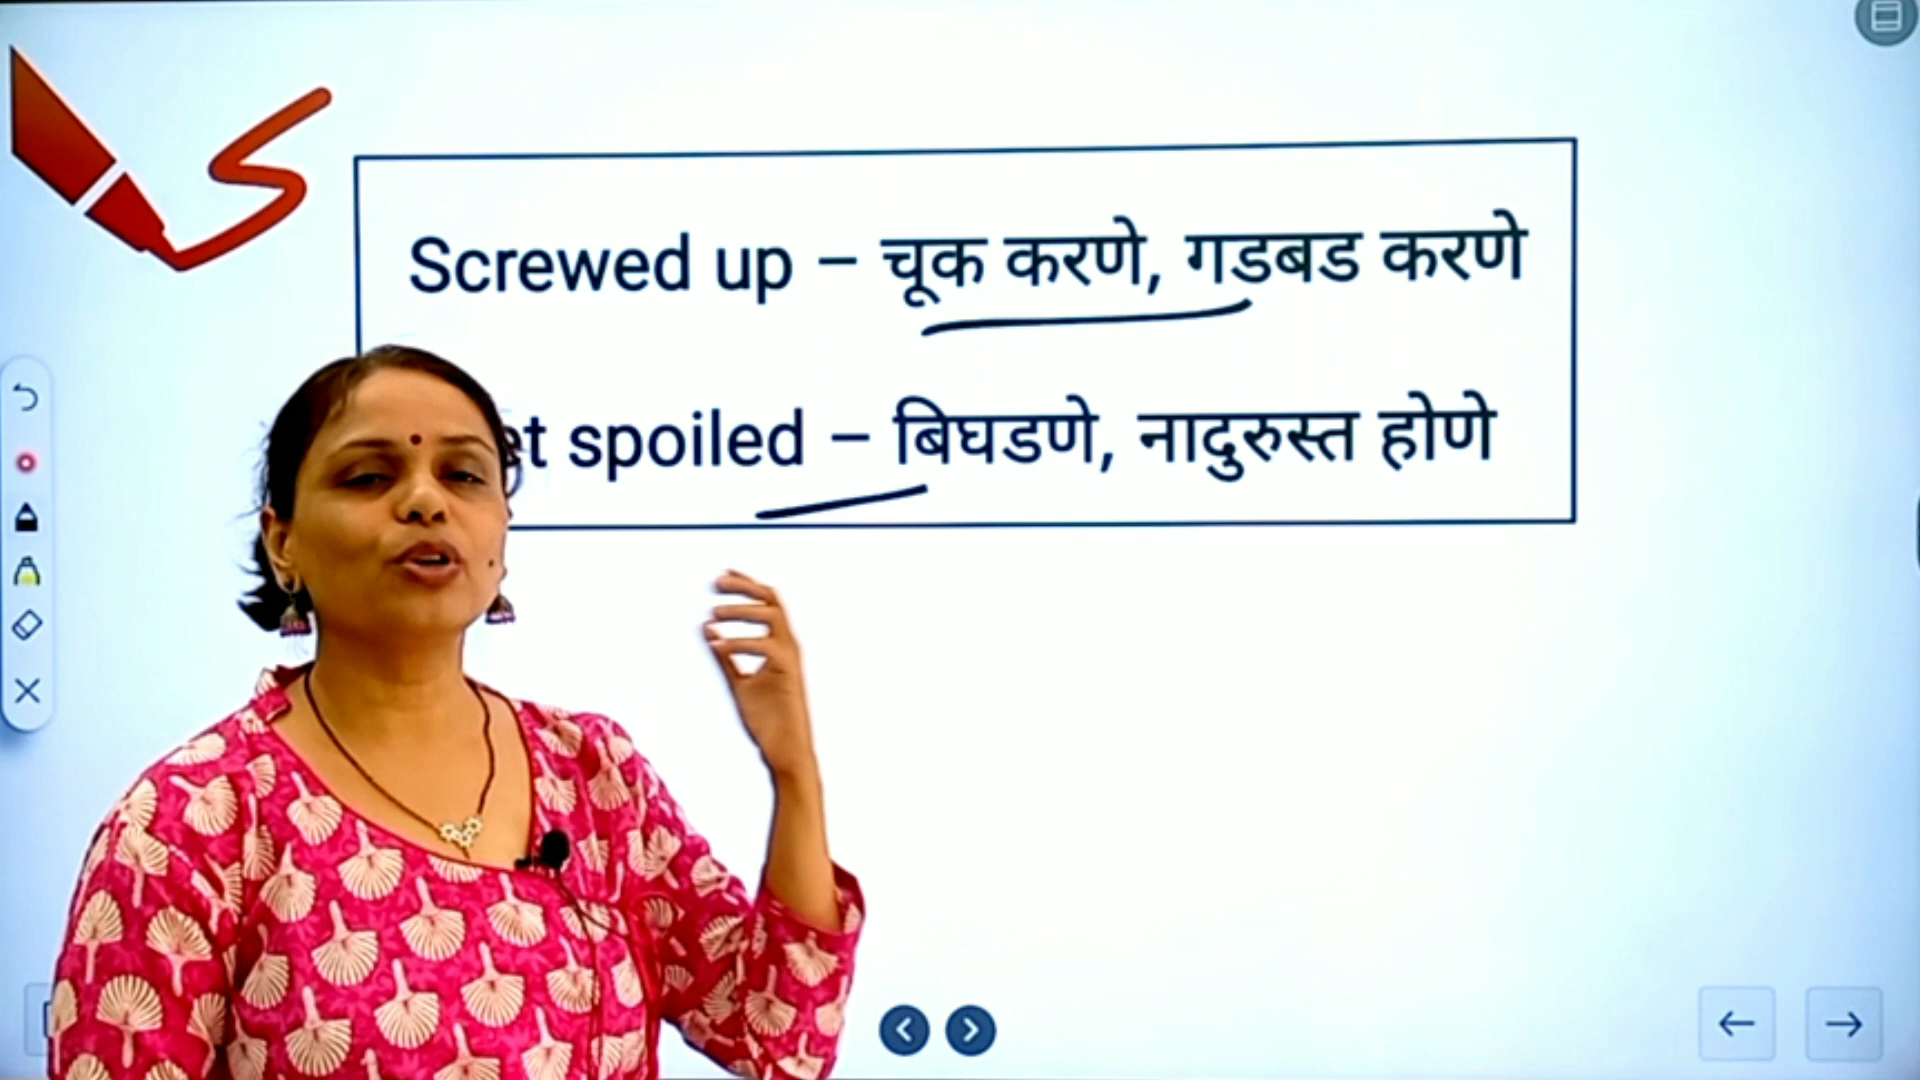 Screwed up – चूक करणे, गडबड करणे
spoiled – बिघडणे, नादुरुस्त होणे